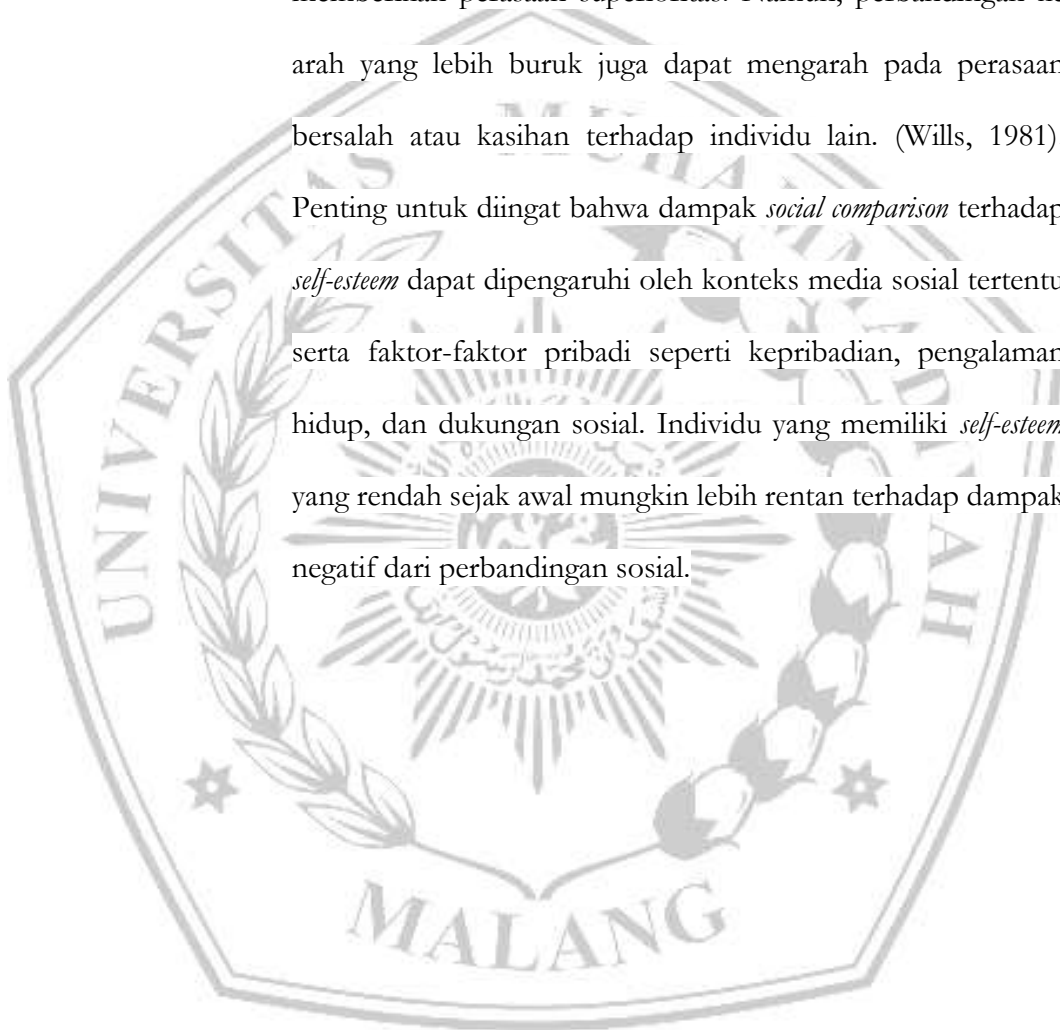 arah yang lebih buruk juga dapat mengarah pada perasaan
bersalah atau kasihan terhadap individu lain. (Wills, 1981)
Penting untuk diingat bahwa dampak social comparison terhadap
self-esteem dapat dipengaruhi oleh konteks media sosial tertentu
serta faktor-faktor pribadi seperti kepribadian, pengalaman
hidup, dan dukungan sosial. Individu yang memiliki self-esteem
yang rendah sejak awal mungkin lebih rentan terhadap dampak
negatif dari perbandingan sosial.
UNIVERSITAS MUHAMMADIYAH
MALANG